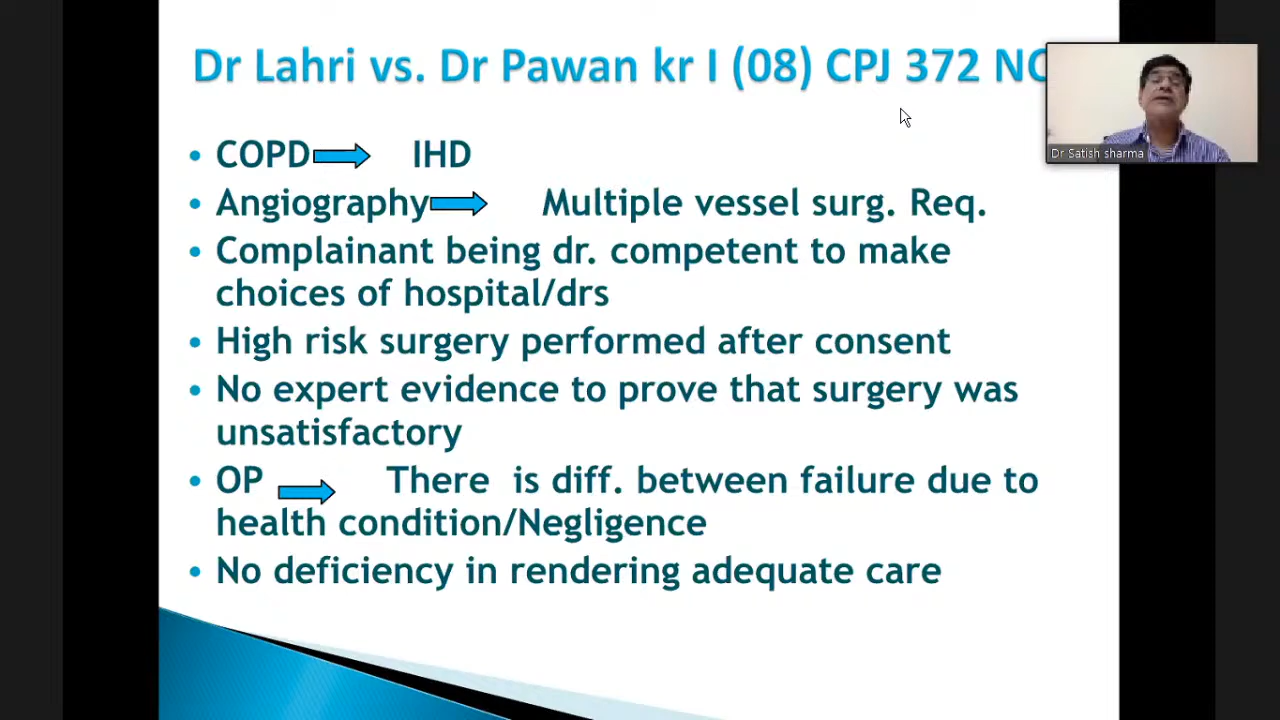 Dr Lahri vs. Dr Pawan kr I (08) CPJ 372
Dr Satish sharma
• COPD IHD
• Angiography Multiple vessel surg. Req.
• Complainant being dr. competent to make
choices of hospital/drs
• High risk surgery performed after consent
• No expert evidence to prove that surgery was
unsatisfactory
• OP There is diff. between failure due to
health condition/Negligence
• No deficiency in rendering adequate care